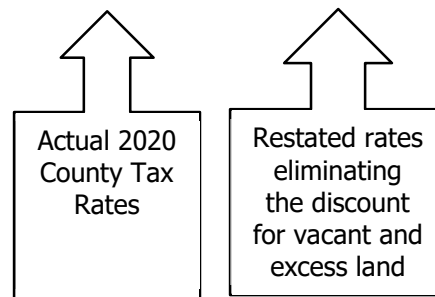 Actual 2020
County Tax
Rates
Restated rates
eliminating
the discount
for vacant and
excess land